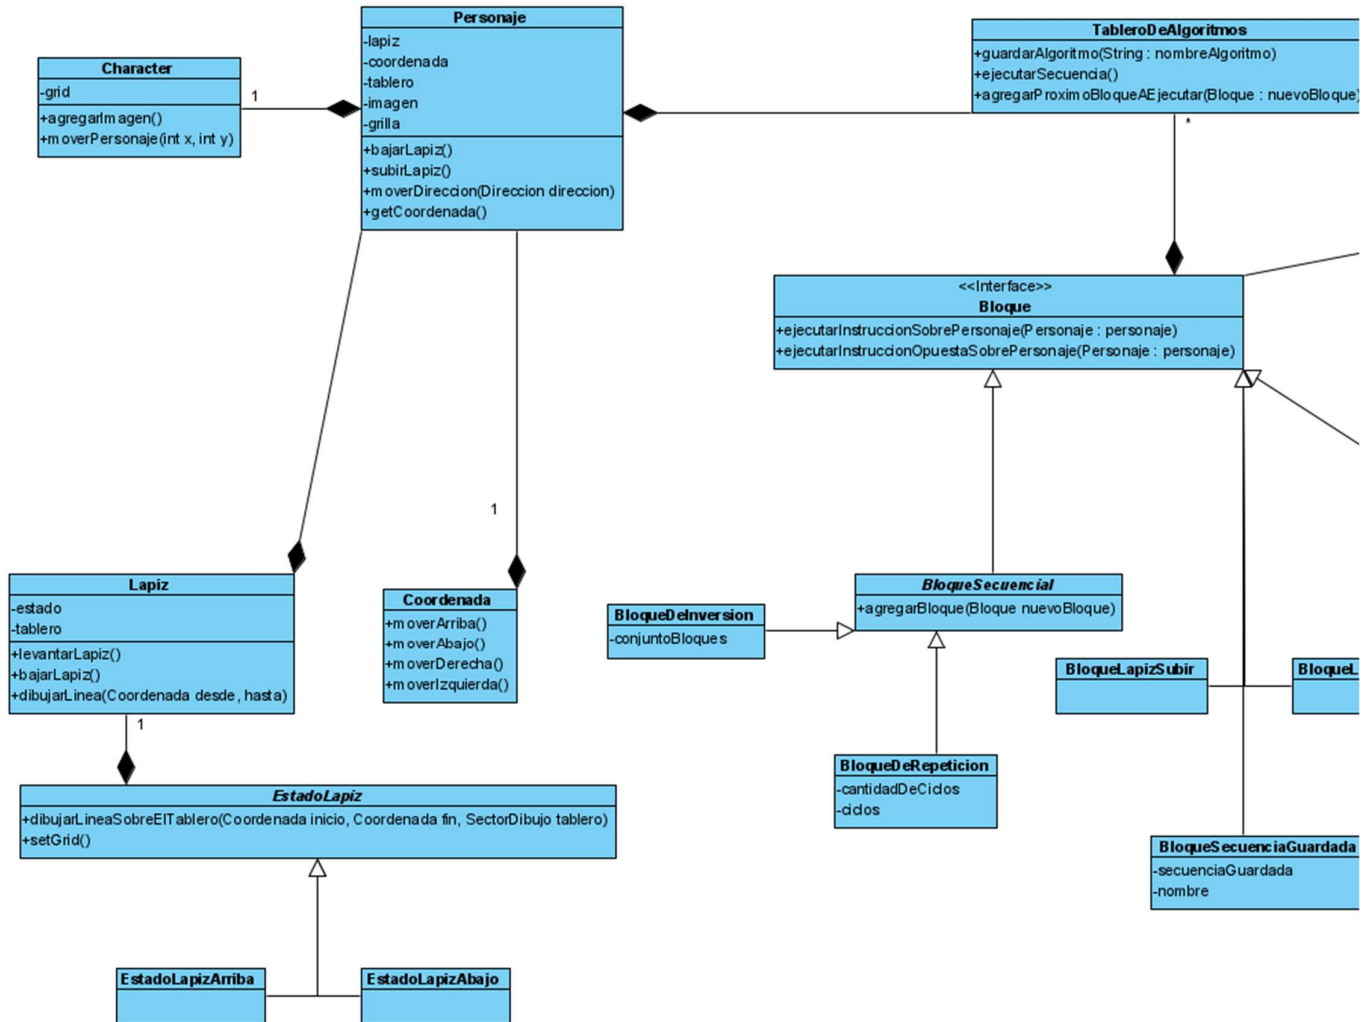 Personaje
-lapiz
-coordenada
-tablero
-imagen
-grilla
+bajarLapiz()
+subirLapiz()
+moverDireccion(Direccion direccion)
+getCoordenada()
TableroDeAlgoritmos
+guardarAlgoritmo(String : nombreAlgoritmo)
+ejecutarSecuencia()
+agregarProximoBloqueAEjecutar(Bloque : nuevoBloque)
*
Character
-grid
+agregarImagen()
+moverPersonaje(int x, int y)
1
<<Interface>>
Bloque
+ejecutarInstruccionSobrePersonaje(Personaje : personaje)
+ejecutarInstruccionOpuestaSobrePersonaje(Personaje : personaje)
1
Lapiz
-estado
-tablero
+levantarLapiz()
+bajarLapiz()
+dibujarLinea(Coordenada desde, hasta)
1
Coordenada
+moverArriba()
+moverAbajo()
+moverDerecha()
+moverIzquierda()
BloqueSecuencial
+agregarBloque(Bloque nuevoBloque)
BloqueDeInversion
-conjuntoBloques
BloqueLapizSubir
BloqueL
BloqueDeRepeticion
-cantidadDeCiclos
-ciclos
EstadoLapiz
+dibujarLineaSobreElTablero(Coordenada inicio, Coordenada fin, SectorDibujo tablero)
+setGrid()
BloqueSecuenciaGuardada
-secuenciaGuardada
-nombre
EstadoLapizArriba
EstadoLapizAbajo